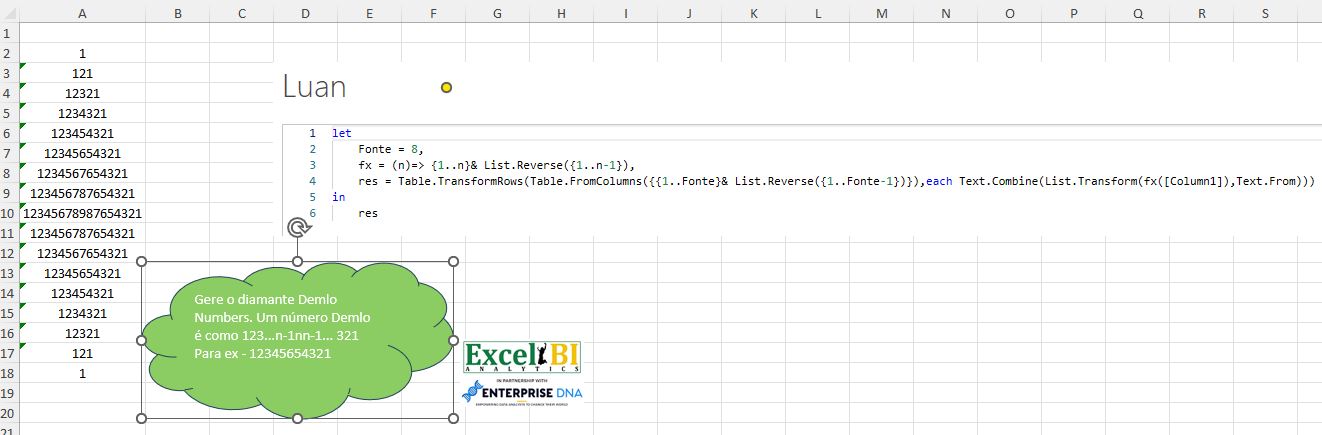 A B C D E F G H I J K L M N O P Q R S
1
2 1
3 121
4 12321
5 1234321
6 123454321
7 12345654321
8 1234567654321
9 123456787654321
10 12345678987654321
11 123456787654321
12 1234567654321
13 12345654321
14 123454321
15 1234321
16 12321
17 121
18 1
19
20
21
Luan
1 let
2 Fonte = 8,
3 fx = (n)=> {1..n}& List.Reverse({1..n-1}),
4 res = Table.TransformRows(Table.FromColumns({{1..Fonte}& List.Reverse({1..Fonte-1})}),each Text.Combine(List.Transform(fx([Column1]),Text.From)))
5 in
6 res
Gere o diamante Demlo
Numbers. Um número Demlo
é como 123...n-1nn-1... 321
Para ex - 12345654321
Excel BI
ANALYTICS
IN PARTNERSHIP WITH
ENTERPRISE DNA
EMPOWERING DATA ANALYSTS TO CHANGE THEIR WORLD